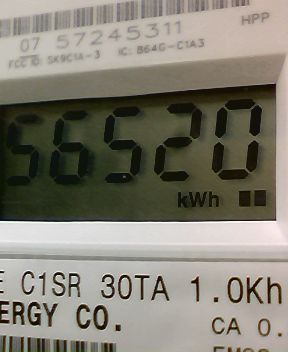 HPP
07 57245311
FCC ID: SK9C1A-3 IC: 864G-C1A3
56520
kWh
E C1SR 30TA 1.0Kh
ERGY CO.
CA 0.